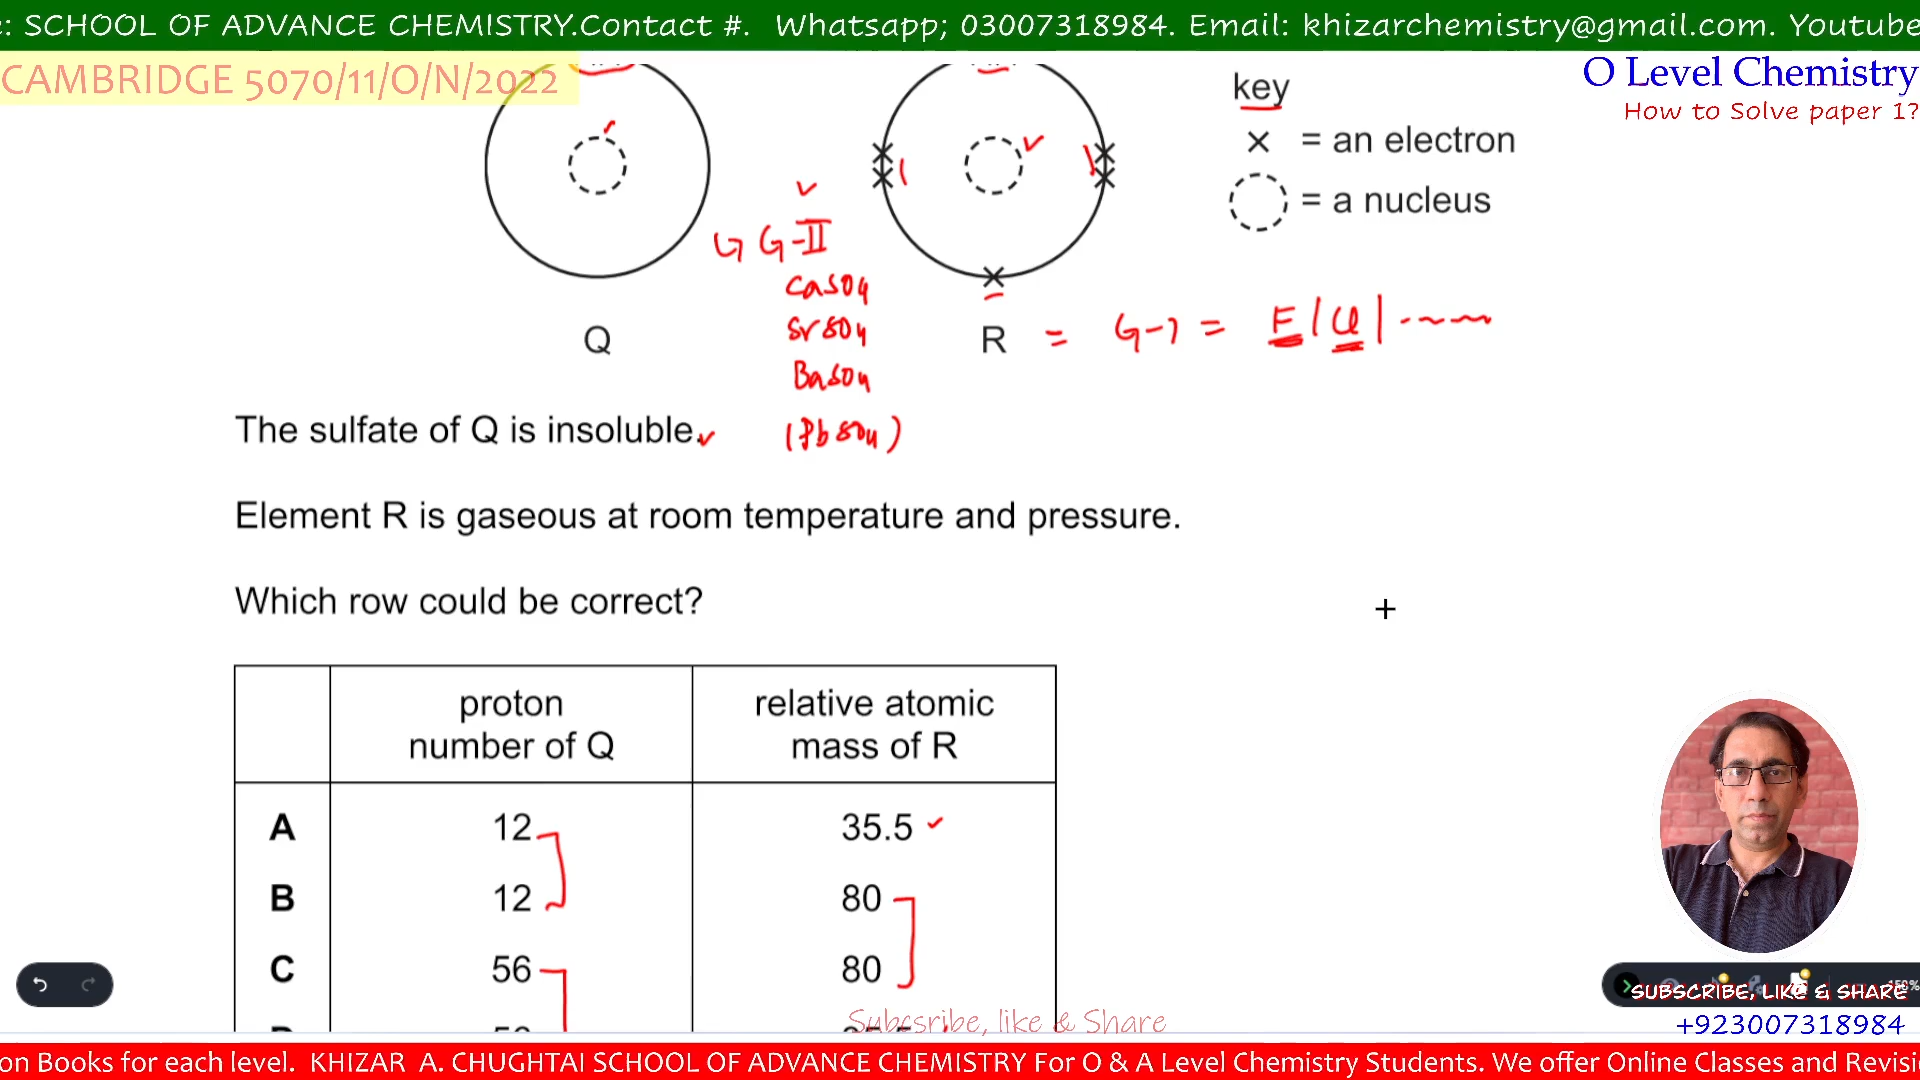 : SCHOOL OF ADVANCE CHEMISTRY.Contact #.  Whatsapp; 03007318984. Email: khizarchemistry@gmail.com. Youtube
CAMBRIDGE 5070/11/O/N/2022
O Level Chemistry
How to Solve paper 1?
key
× = an electron
= a nucleus
G-II
CaSO4
SrSO4
BaSO4
(PbSO4)
Q
R = G-7 = F | Cl |
The sulfate of Q is insoluble.
Element R is gaseous at room temperature and pressure.
Which row could be correct?
proton number of Q
relative atomic mass of R
A 12 35.5
B 12 80
C 56 80
Subcsribe, like & Share
SUBSCRIBE, LIKE & SHARE
+923007318984
on Books for each level.  KHIZAR  A. CHUGHTAI SCHOOL OF ADVANCE CHEMISTRY For O & A Level Chemistry Students. We offer Online Classes and Revisi